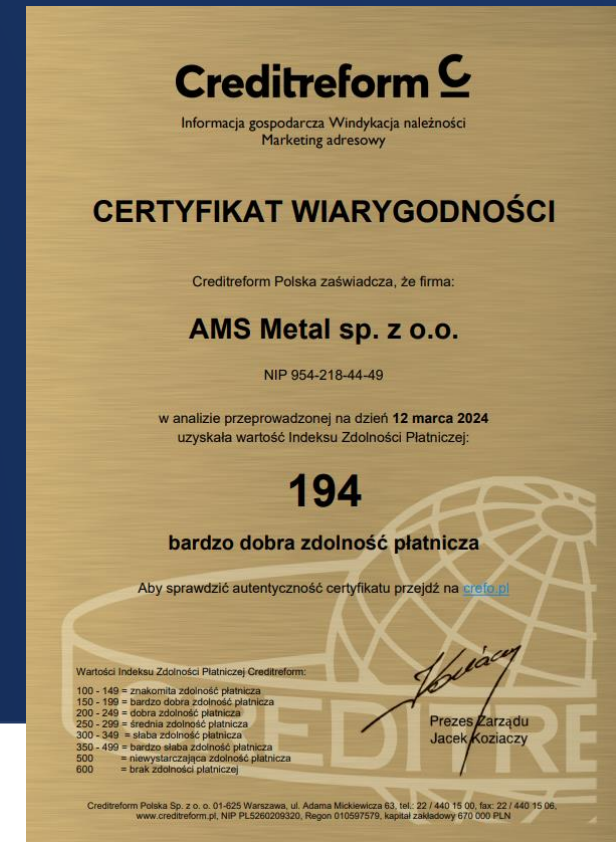 Creditreform C
Informacja gospodarcza Windykacja należności
Marketing adresowy
CERTYFIKAT WIARYGODNOŚCI
Creditreform Polska zaświadcza, że firma:
AMS Metal sp. z o.o.
NIP 954-218-44-49
w analizie przeprowadzonej na dzień 12 marca 2024
uzyskała wartość Indeksu Zdolności Płatniczej:
194
bardzo dobra zdolność płatnicza
Aby sprawdzić autentyczność certyfikatu przejdź na crefo.pl
Wartości Indeksu Zdolności Płatniczej Creditreform:
100 - 149 = znakomita zdolność płatnicza
150 - 199 = bardzo dobra zdolność płatnicza
200 - 249 = dobra zdolność płatnicza
250 - 299 = średnia zdolność płatnicza
300 - 349 = słaba zdolność płatnicza
350 - 499 = bardzo słaba zdolność płatnicza
500 = niewystarczająca zdolność płatnicza
600 = brak zdolności płatniczej
Koziaczy
Prezes Zarządu
Jacek Koziaczy
CREDITRE
Creditreform Polska Sp. z o. o. 01-625 Warszawa, ul. Adama Mickiewicza 63, tel.: 22 / 440 15 00, fax: 22 / 440 15 06,
www.creditreform.pl, NIP PL5260209320, Regon 010597579, kapitał zakładowy 670 000 PLN